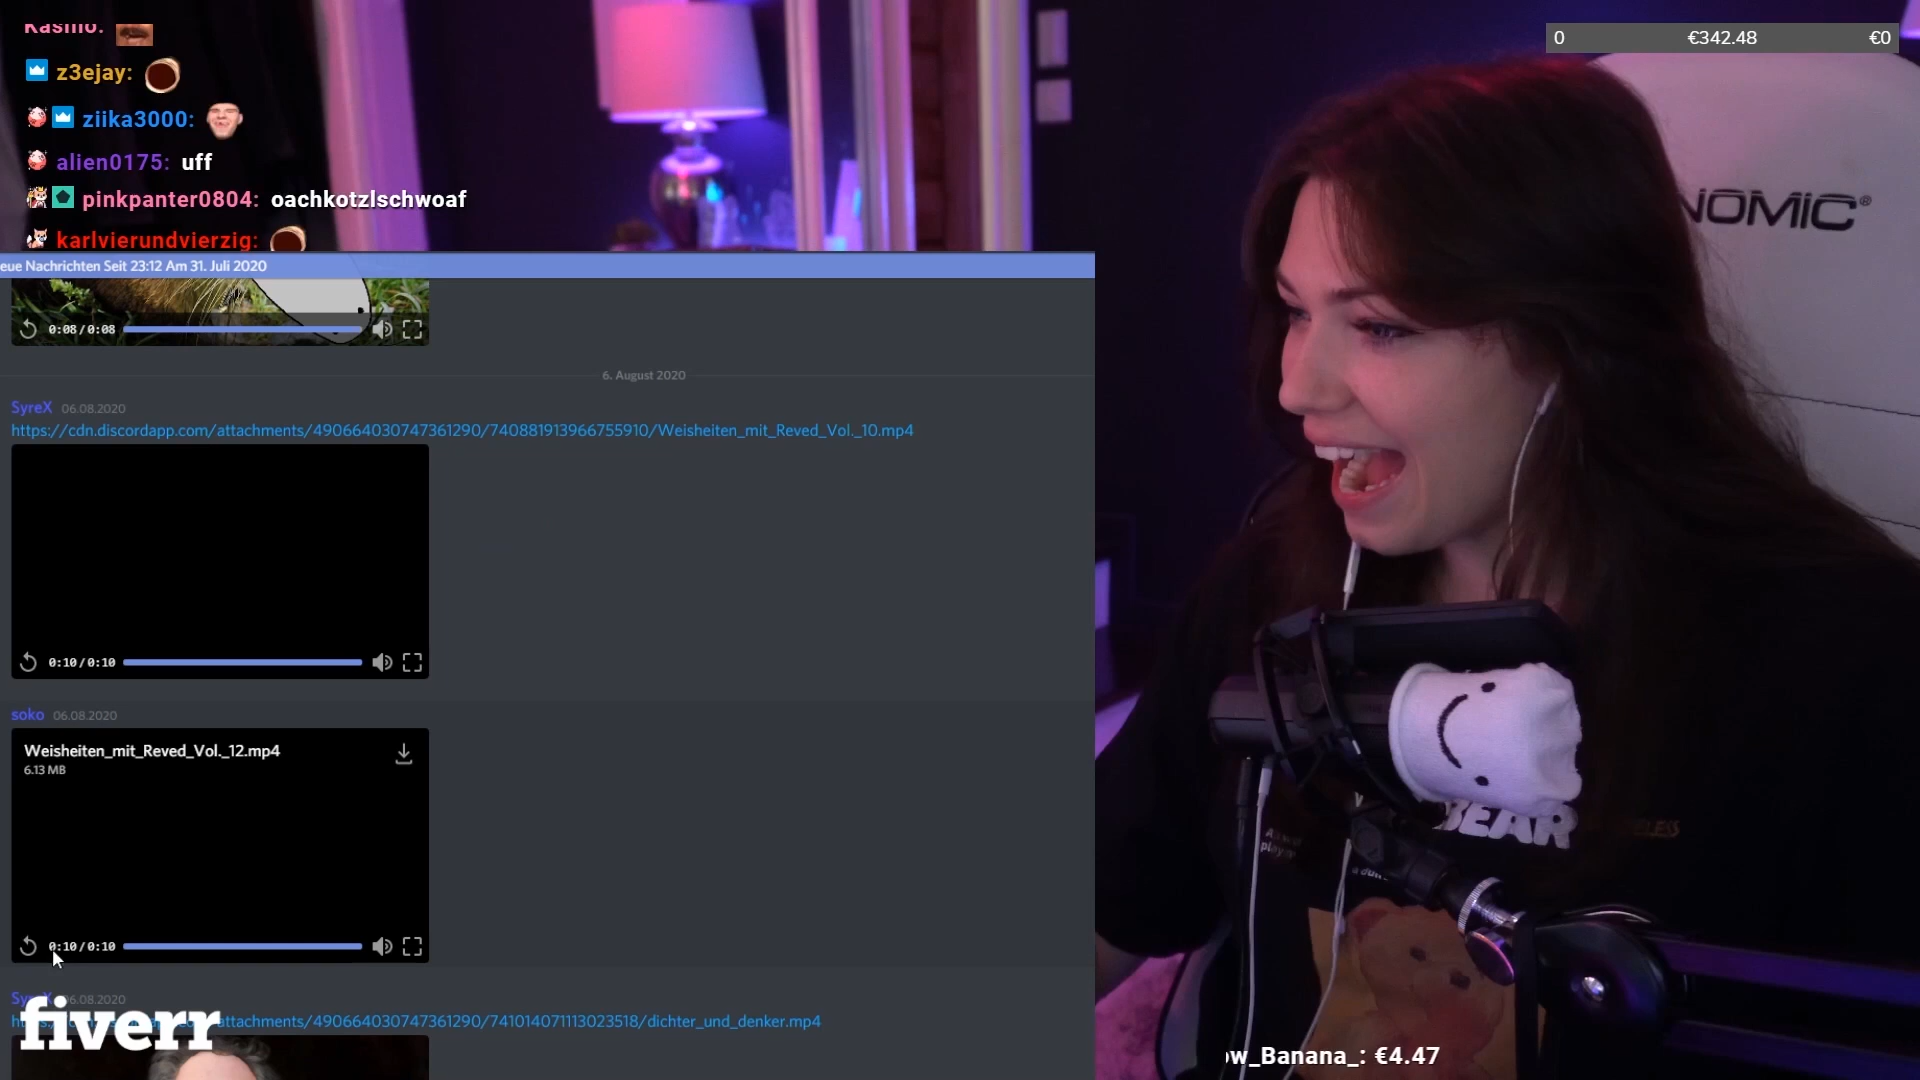 Kasimo:
z3ejay:
ziika3000:
alien0175: uff
pinkpanter0804: oachkotzlschwoaf
karlvierundvierzig:
0 €342.48 €0
NOMIC®
eue Nachrichten Seit 23:12 Am 31. Juli 2020
0:08/0:08
6. August 2020
SyreX 06.08.2020
https://cdn.discordapp.com/attachments/490664030747361290/740881913966755910/Weisheiten_mit_Reved_Vol._10.mp4
0:10/0:10
soko 06.08.2020
Weisheiten_mit_Reved_Vol._12.mp4
6.13 MB
0:10/0:10
BEAR
06.08.2020
attachments/490664030747361290/741014071113023518/dichter_und_denker.mp4
fiverr
ow_Banana_: €4.47